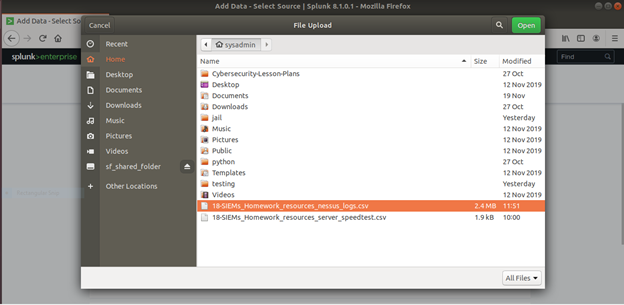 Add Data - Select Source | Splunk 8.1.0.1 - Mozilla Firefox
Add Data - Select Sou
Cancel
File Upload
Open
splunk>enterprise
Find
Recent
Home
Desktop
Documents
Downloads
Music
Pictures
Videos
sf_shared_folder
Other Locations
sysadmin
Name Size Modified
Cybersecurity-Lesson-Plans 27 Oct
Desktop 12 Nov 2019
Documents 19 Nov
Downloads 27 Oct
jail Yesterday
Music 12 Nov 2019
Pictures 12 Nov 2019
Public 12 Nov 2019
python 27 Oct
Templates 12 Nov 2019
testing Yesterday
Videos 12 Nov 2019
18-SIEMs_Homework_resources_nessus_logs.csv 2.4 MB 11:51
18-SIEMs_Homework_resources_server_speedtest.csv 1.9 kB 10:00
All Files